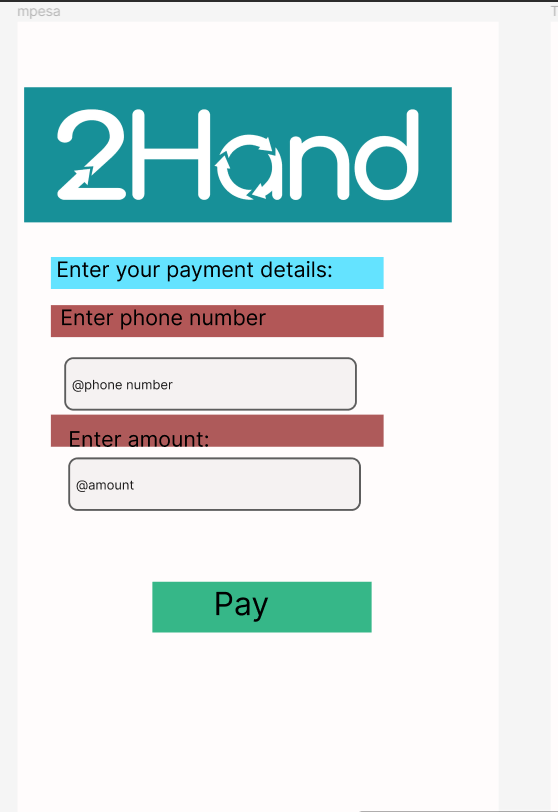 mpesa
T
2Hand
Enter your payment details:
Enter phone number
@phone number
Enter amount:
@amount
Pay